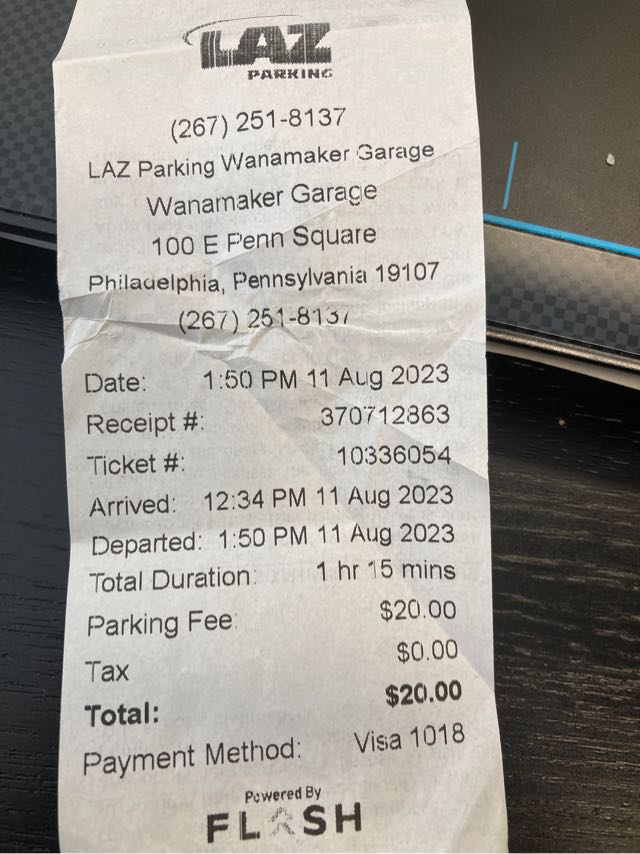 LAZ
PARKING
(267) 251-8137
LAZ Parking Wanamaker Garage
Wanamaker Garage
100 E Penn Square
Philadelphia, Pennsylvania 19107
(267) 251-8137
Date: 1:50 PM 11 Aug 2023
Receipt #: 370712863
Ticket #: 10336054
Arrived: 12:34 PM 11 Aug 2023
Departed: 1:50 PM 11 Aug 2023
Total Duration: 1 hr 15 mins
Parking Fee: $20.00
Tax $0.00
Total: $20.00
Payment Method: Visa 1018
Powered By
FLASH